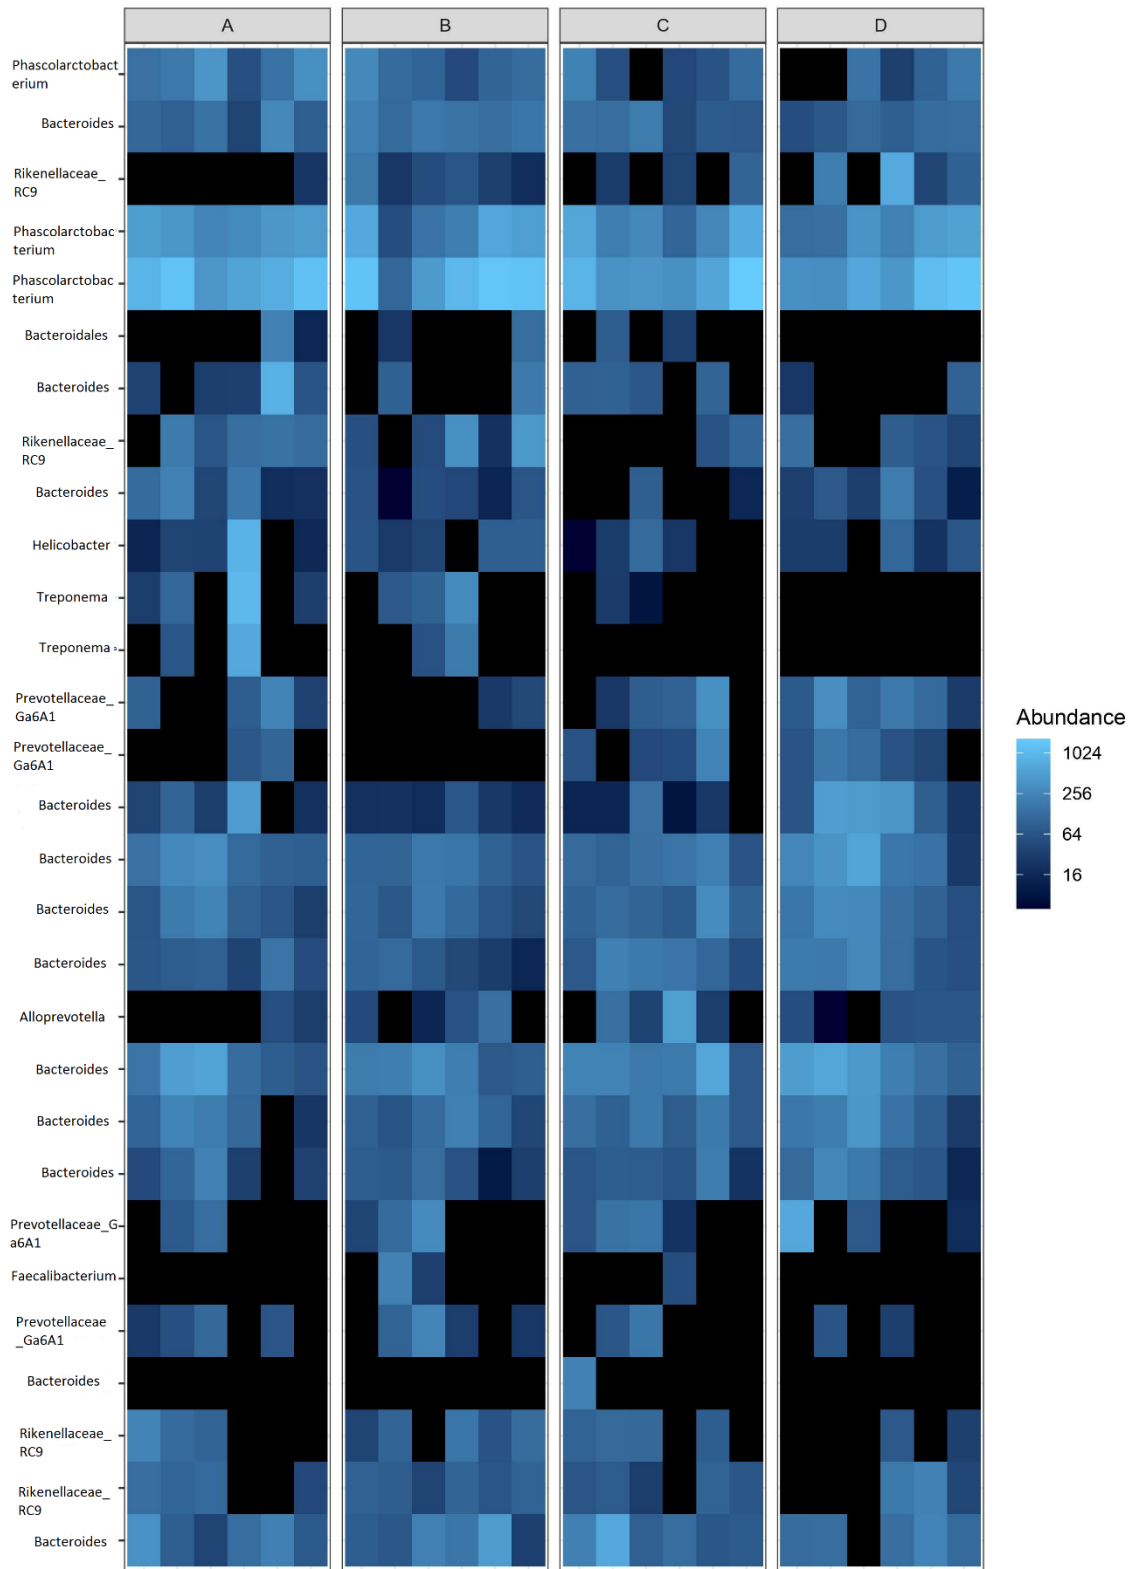 A B C D
Phascolarctobact
erium
Bacteroides
Rikenellaceae_
RC9
Phascolarctobac
terium
Phascolarctobac
terium
Bacteroidales
Bacteroides
Rikenellaceae_
RC9
Bacteroides
Helicobacter
Treponema
Treponema
Prevotellaceae_
Ga6A1
Prevotellaceae_
Ga6A1
Bacteroides
Bacteroides
Bacteroides
Bacteroides
Alloprevotella
Bacteroides
Bacteroides
Bacteroides
Prevotellaceae_G
a6A1
Faecalibacterium
Prevotellaceae
_Ga6A1
Bacteroides
Rikenellaceae_
RC9
Rikenellaceae_
RC9
Bacteroides
Abundance
1024
256
64
16